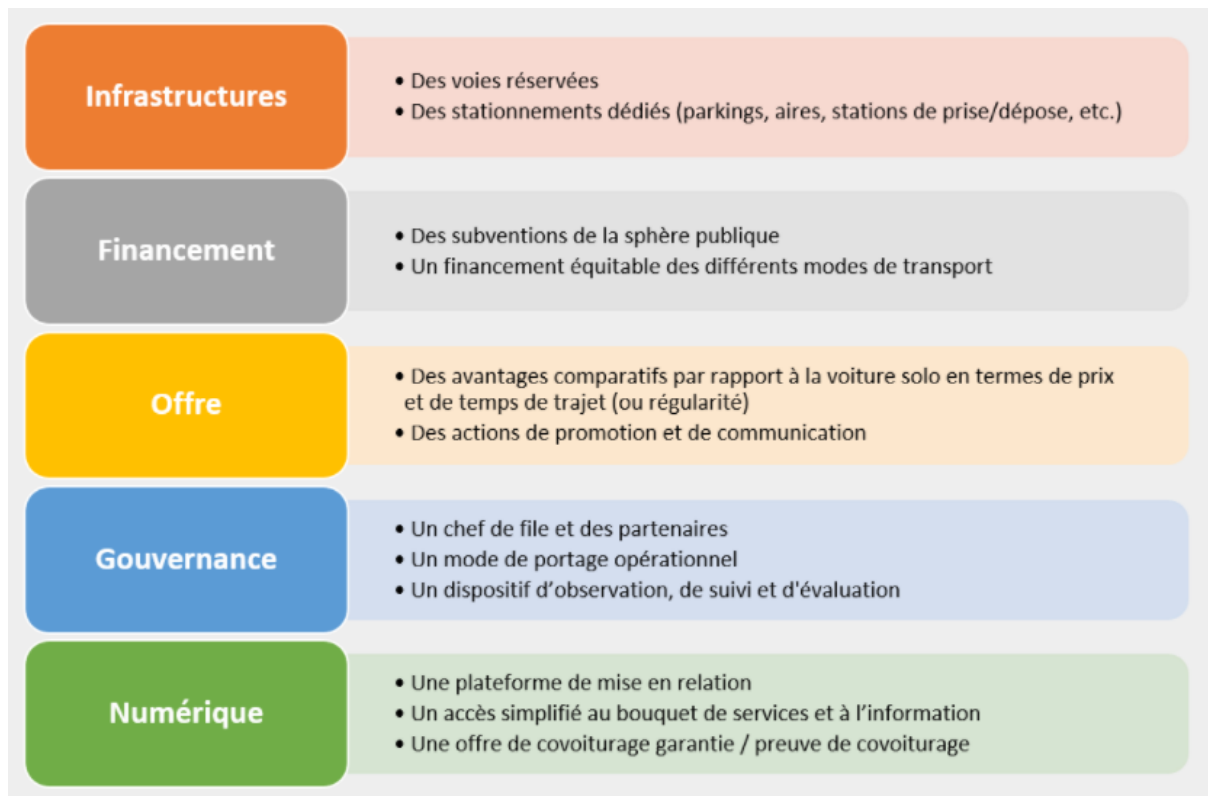 Infrastructures
• Des voies réservées
• Des stationnements dédiés (parkings, aires, stations de prise/dépose, etc.)
Financement
• Des subventions de la sphère publique
• Un financement équitable des différents modes de transport
Offre
• Des avantages comparatifs par rapport à la voiture solo en termes de prix
et de temps de trajet (ou régularité)
• Des actions de promotion et de communication
Gouvernance
• Un chef de file et des partenaires
• Un mode de portage opérationnel
• Un dispositif d’observation, de suivi et d'évaluation
Numérique
• Une plateforme de mise en relation
• Un accès simplifié au bouquet de services et à l’information
• Une offre de covoiturage garantie / preuve de covoiturage